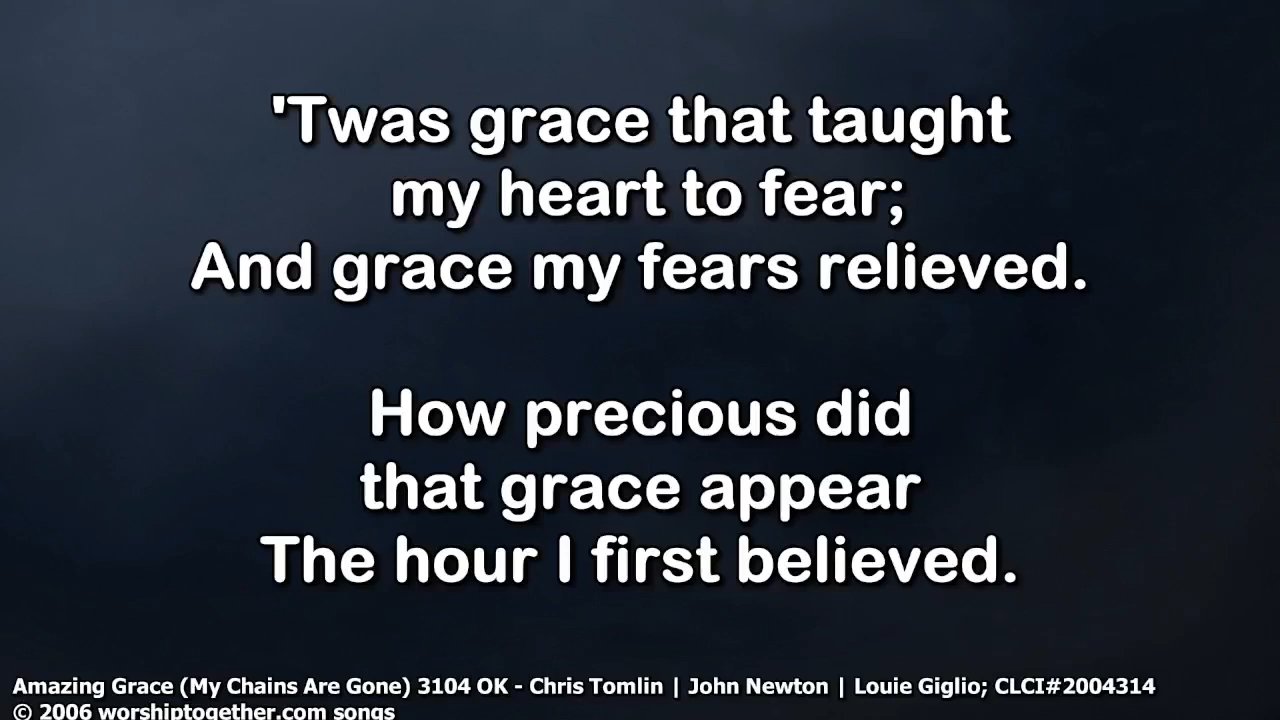 'Twas grace that taught
my heart to fear;
And grace my fears relieved.
How precious did
that grace appear
The hour I first believed.
Amazing Grace (My Chains Are Gone) 3104 OK - Chris Tomlin | John Newton | Louie Giglio; CLCI#2004314
© 2006 worshiptogether.com songs